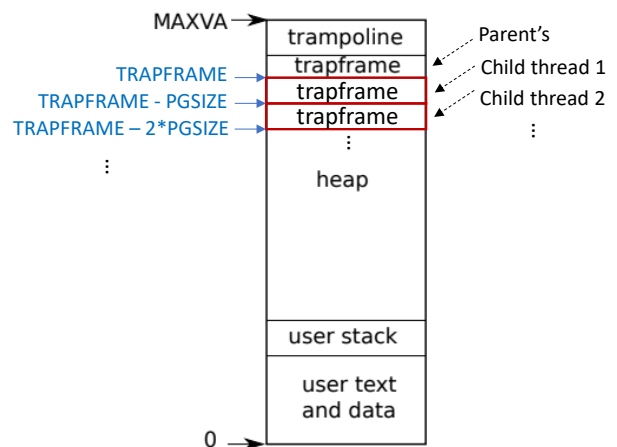 MAXVA
trampoline
Parent's
trapframe
TRAPFRAME
trapframe
Child thread 1
TRAPFRAME - PGSIZE
trapframe
Child thread 2
TRAPFRAME – 2*PGSIZE
⋮
⋮
⋮
heap
user stack
user text
and data
0